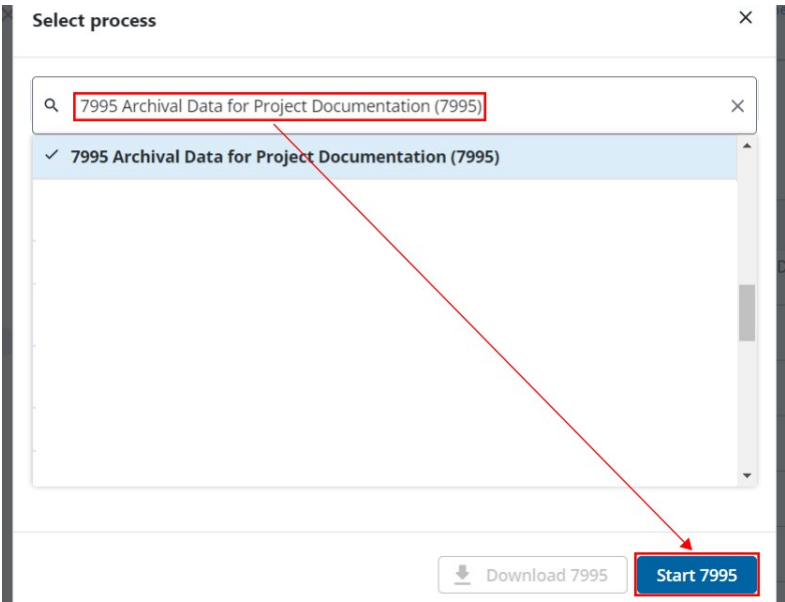 Select process
7995 Archival Data for Project Documentation (7995)
7995 Archival Data for Project Documentation (7995)
Download 7995
Start 7995